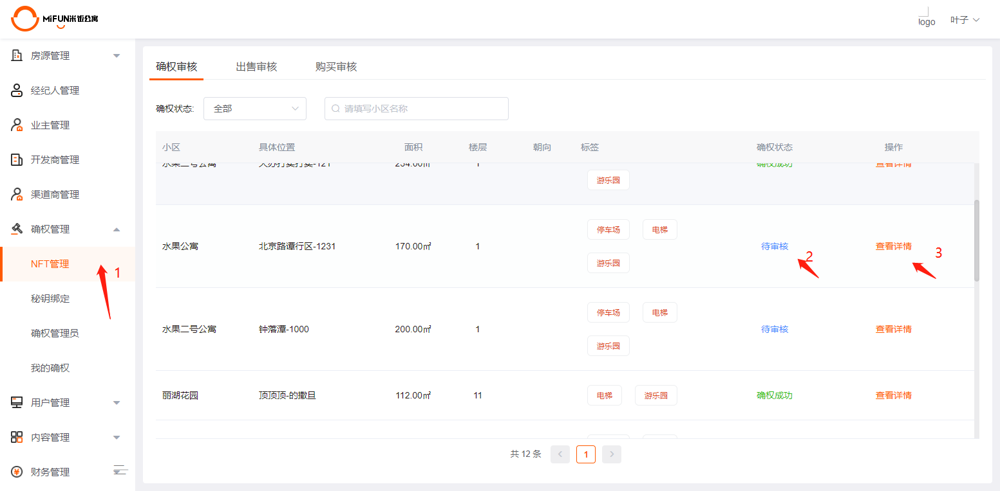 MiFUN米饭公寓
logo 叶子
房源管理
经纪人管理
业主管理
开发商管理
渠道商管理
确权管理
NFT管理
1
秘钥绑定
确权管理员
我的确权
用户管理
内容管理
财务管理
确权审核 出售审核 购买审核
确权状态: 全部 请填写小区名称
小区 具体位置 面积 楼层 朝向 标签 确权状态 操作
水果二号公寓 234.00㎡ 1 确权成功 查看详情
游乐园
停车场 电梯
水果公寓 北京路谭行区-1231 170.00㎡ 1 待审核 2 查看详情 3
游乐园
停车场 电梯
水果二号公寓 钟落潭-1000 200.00㎡ 1 待审核 查看详情
游乐园
丽湖花园 顶顶顶-的撒且 112.00㎡ 11 电梯 游乐园 确权成功 查看详情
共 12 条 1